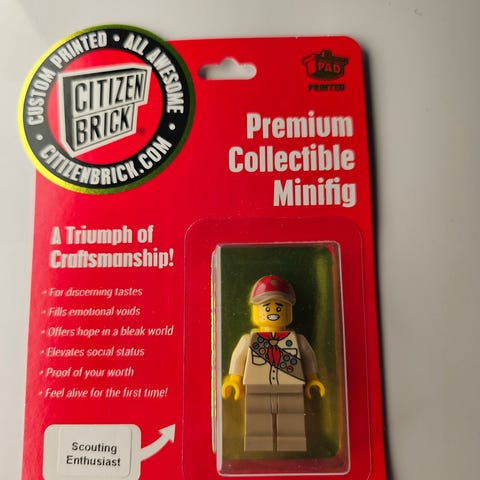 CUSTOM PRINTED • ALL AWESOME •
CITIZENBRICK.COM •
CITIZEN
BRICK®
PAD
PRINTED
Premium
Collectible
Minifig
A Triumph of
Craftsmanship!
• For discerning tastes
• Fills emotional voids
• Offers hope in a bleak world
• Elevates social status
• Proof of your worth
• Feel alive for the first time!
Scouting
Enthusiast